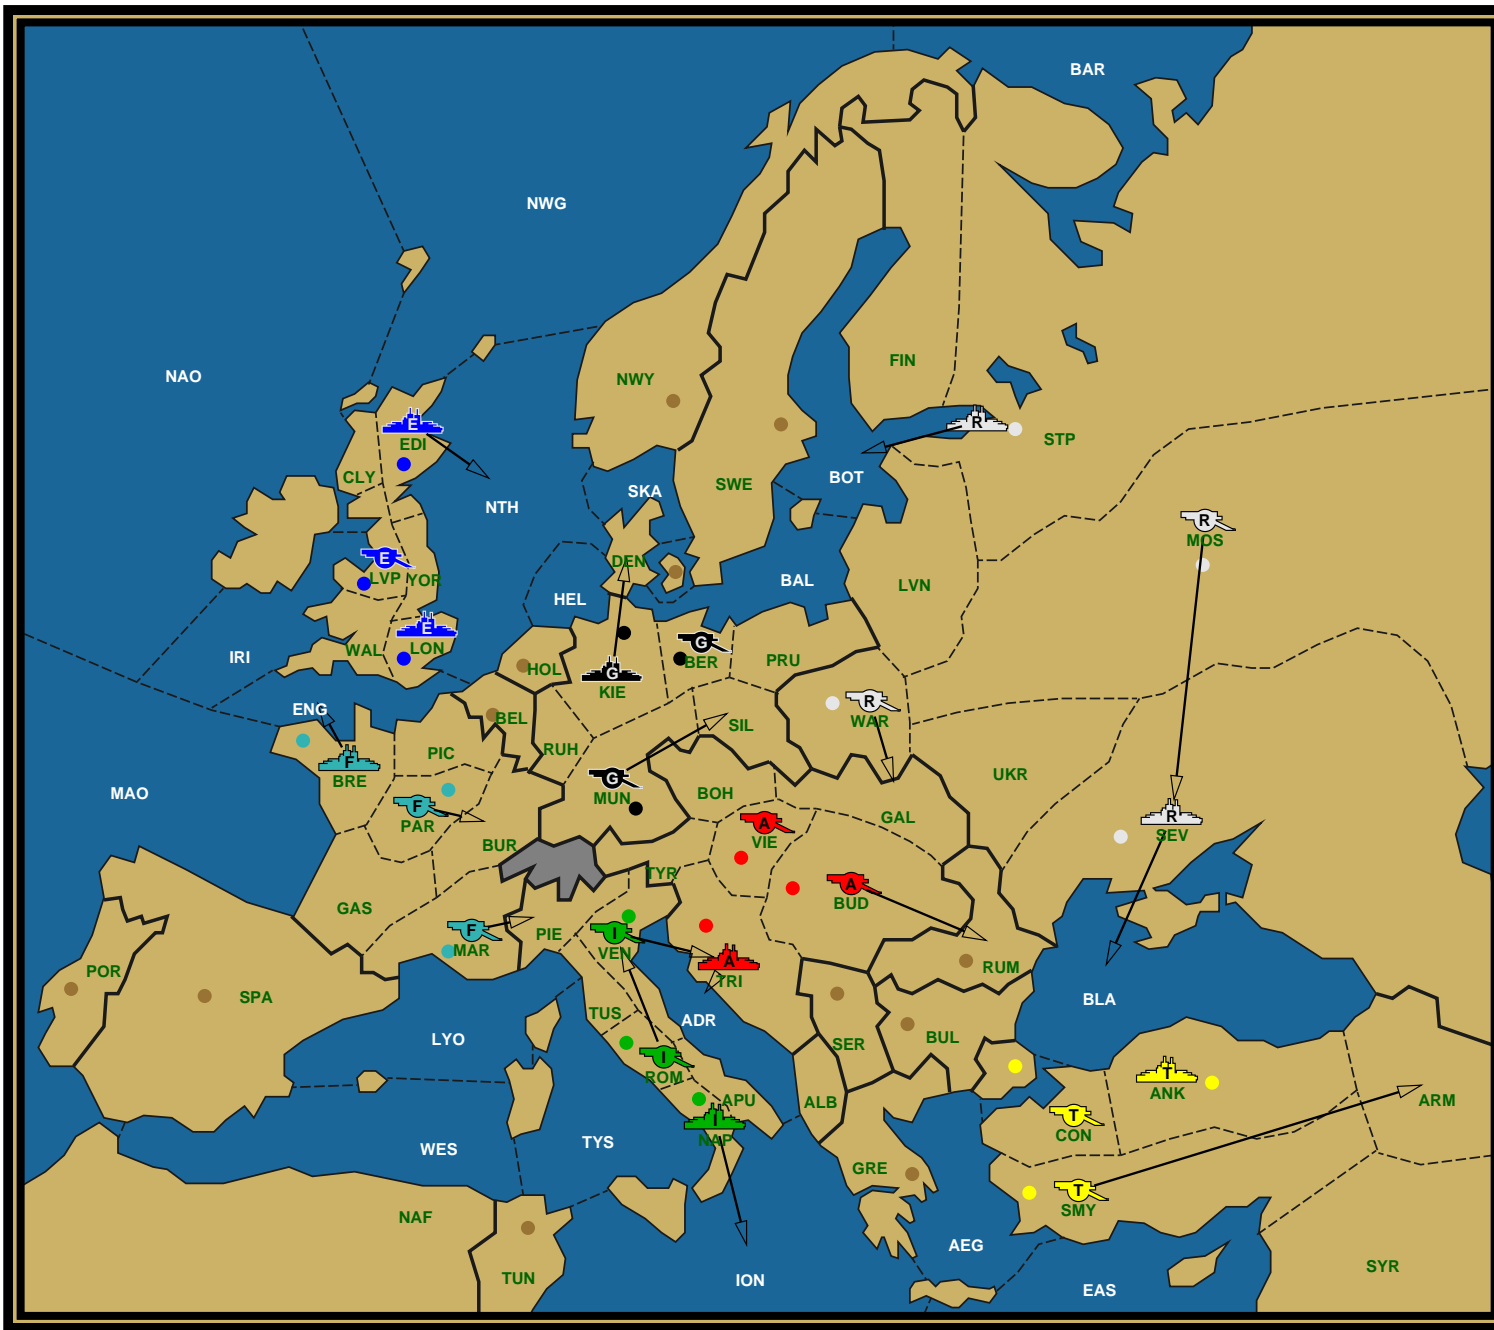 BAR
NWG
NAO
FIN
NWY
R
E
EDI
STP
CLY
BOT
SWE
SKA
NTH
R
MOS
E
DEN
LVP
YOR
BAL
LVN
HEL
E
G
LON
WAL
IRI
BER
PRU
HOL
G
KIE
R
WAR
ENG
BEL
SIL
RUH
PIC
F
BRE
UKR
G
MUN
BOH
MAO
F
PAR
GAL
R
SEV
A
VIE
BUR
TYR
A
BUD
GAS
F
MAR
PIE
I
VEN
A
TRI
RUM
POR
SPA
BLA
TUS
ADR
LYO
BUL
SER
I
ROM
T
ANK
ARM
APU
ALB
I
NAP
T
CON
TYS
WES
GRE
T
SMY
NAF
AEG
SYR
TUN
ION
EAS